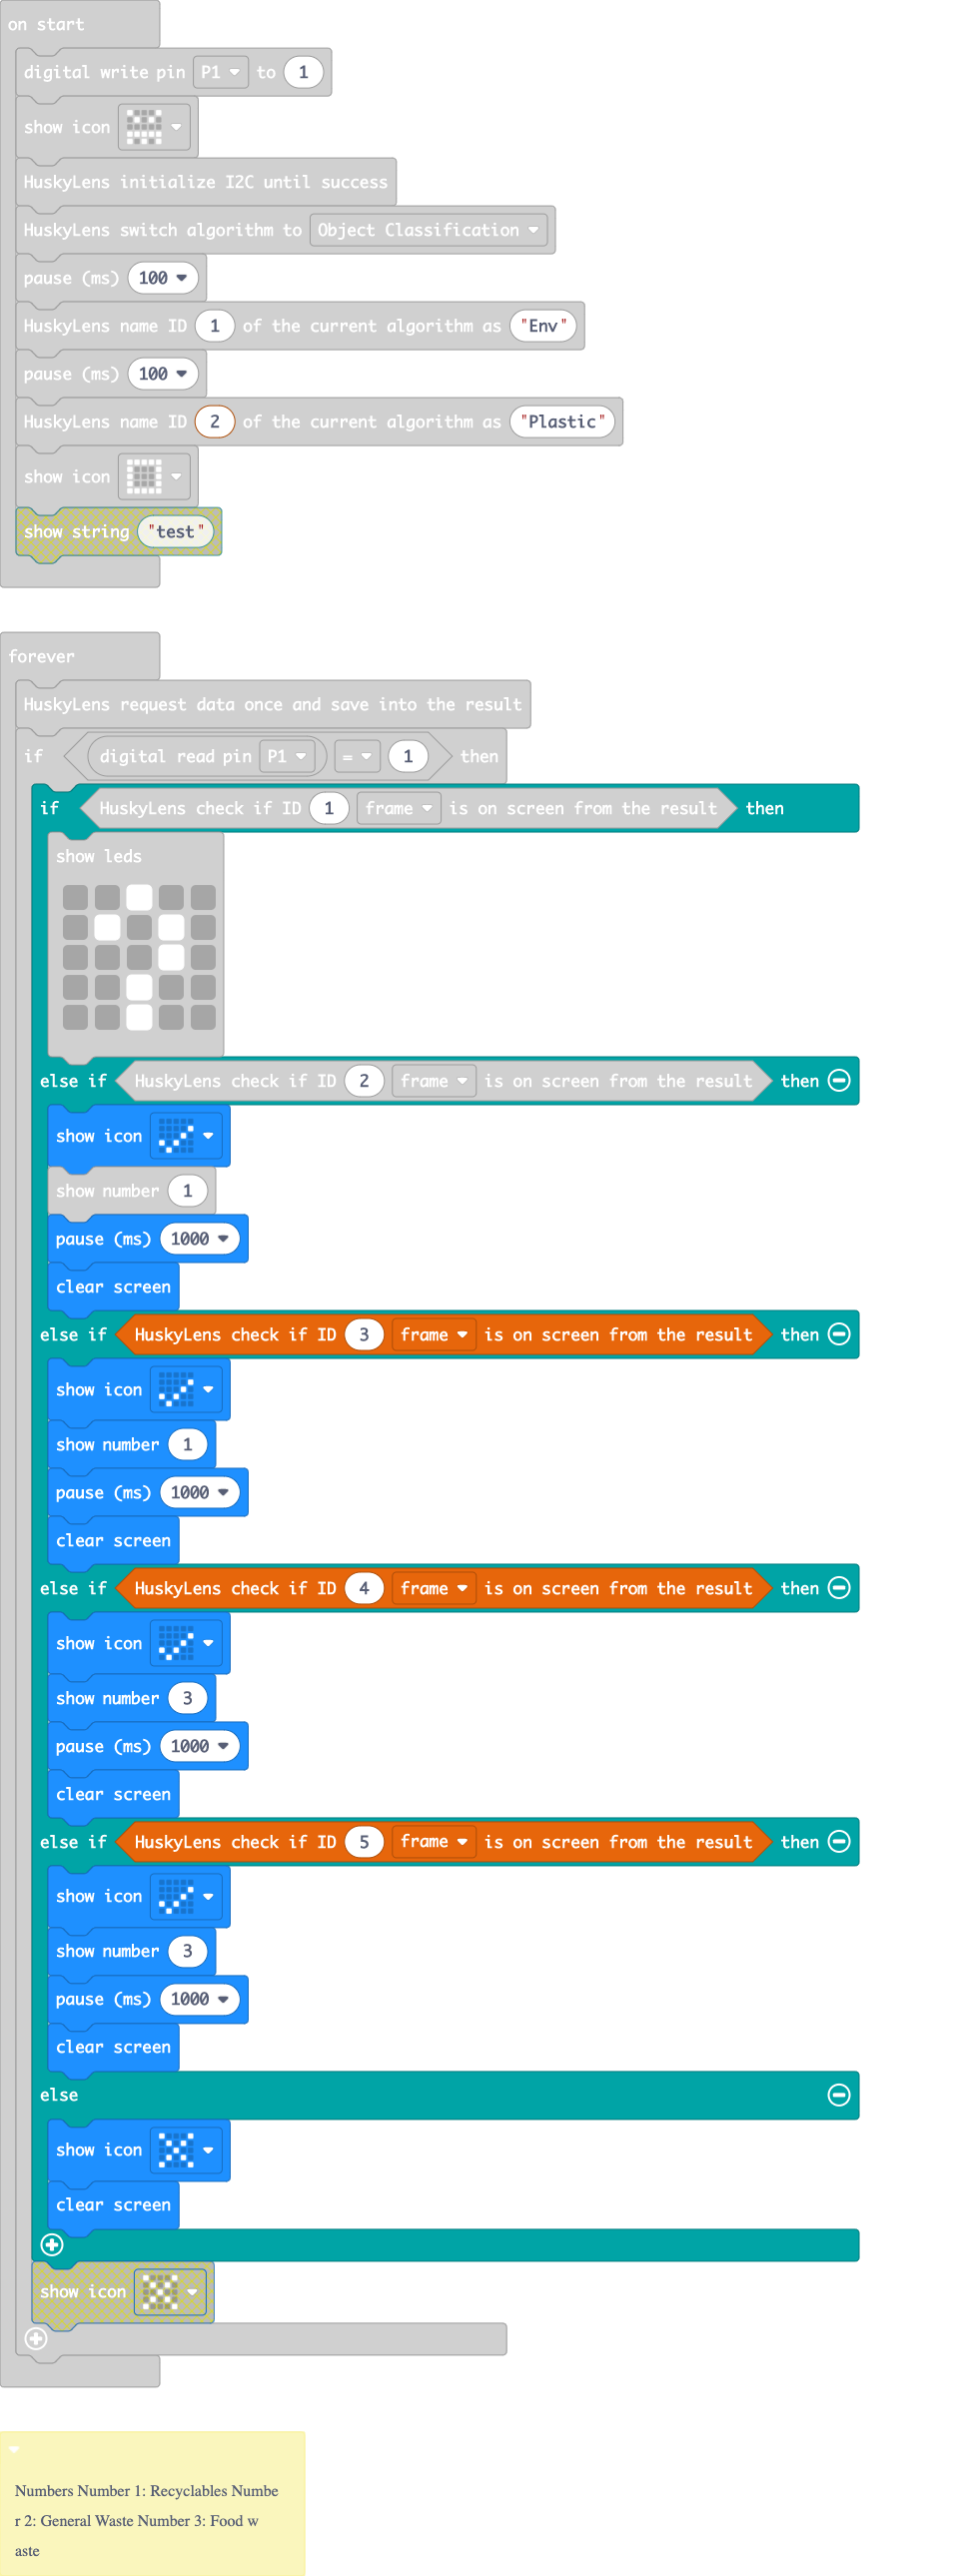 on start
digital write pin P1 to 1
show icon
HuskyLens initialize I2C until success
HuskyLens switch algorithm to Object Classification
pause (ms) 100
HuskyLens name ID 1 of the current algorithm as "Env"
pause (ms) 100
HuskyLens name ID 2 of the current algorithm as "Plastic"
show icon
show string "test"
forever
HuskyLens request data once and save into the result
if digital read pin P1 = 1 then
if HuskyLens check if ID 1 frame is on screen from the result then
show leds
else if HuskyLens check if ID 2 frame is on screen from the result then
show icon
show number 1
pause (ms) 1000
clear screen
else if HuskyLens check if ID 3 frame is on screen from the result then
show icon
show number 1
pause (ms) 1000
clear screen
else if HuskyLens check if ID 4 frame is on screen from the result then
show icon
show number 3
pause (ms) 1000
clear screen
else if HuskyLens check if ID 5 frame is on screen from the result then
show icon
show number 3
pause (ms) 1000
clear screen
else
show icon
clear screen
show icon
Numbers Number 1: Recyclables Numbe
r 2: General Waste Number 3: Food w
aste